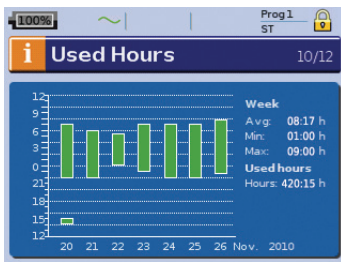 100%
Prog 1
ST
i Used Hours 10/12
12
9
6
3
0
21
18
15
12
20 21 22 23 24 25 26 Nov. 2010
Week
Avg: 08:17 h
Min: 01:00 h
Max: 09:00 h
Used hours
Hours: 420:15 h